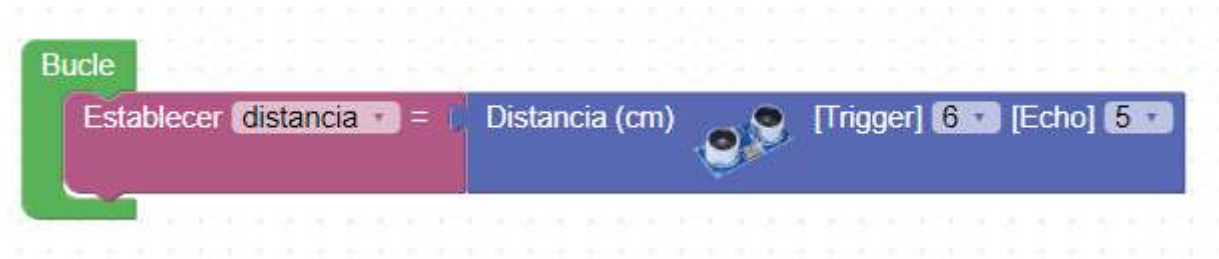 Bucle
Establecer distancia = Distancia (cm) [Trigger] 6 [Echo] 5